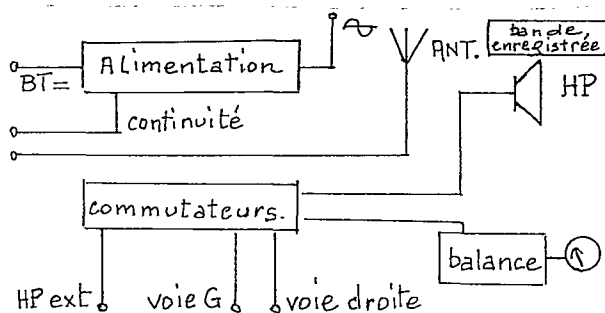 bande
enregistrée
ANT.
Alimentation
BT=
HP
continuité
commutateurs.
balance
HP ext
voie G
voie droite